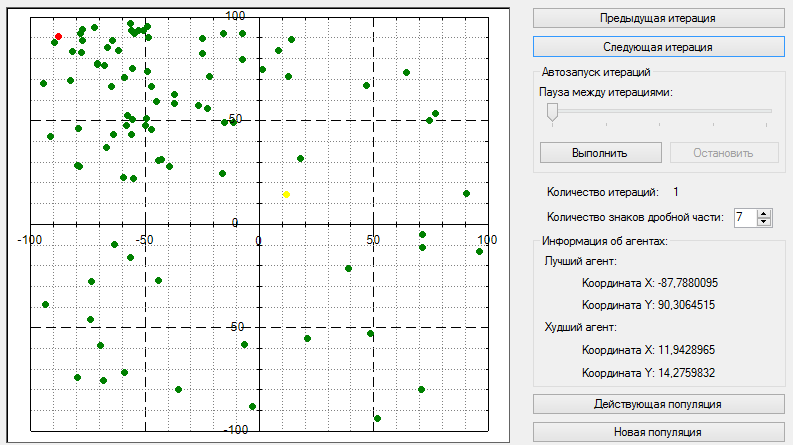 100
50
0
-100
-50
0
50
100
-50
-100
Предыдущая итерация
Следующая итерация
Автозапуск итераций
Пауза между итерациями:
Выполнить
Остановить
Количество итераций: 1
Количество знаков дробной части: 7
Информация об агентах:
Лучший агент:
Координата X: -87,7880095
Координата Y: 90,3064515
Худший агент:
Координата X: 11,9428965
Координата Y: 14,2759832
Действующая популяция
Новая популяция